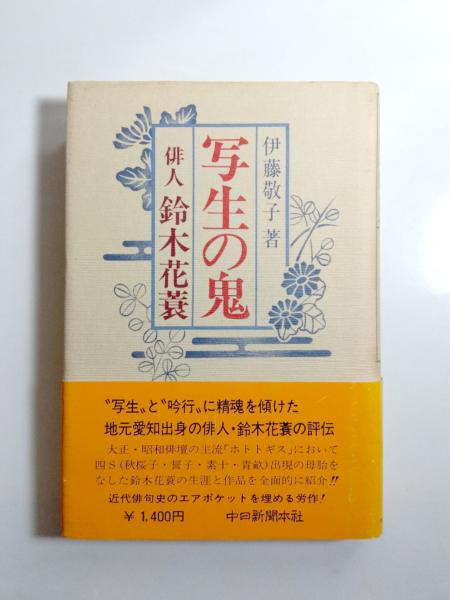 伊藤敬子 著
写生の鬼
俳人 鈴木花蓑
〝写生〟と〝吟行〟に精魂を傾けた
地元愛知出身の俳人・鈴木花蓑の評伝
大正・昭和俳壇の主流「ホトトギス」において
四S(秋桜子・誓子・素十・青畝)出現の母胎を
なした鈴木花蓑の生涯と作品を全面的に紹介!!
近代俳句史のエアポケットを埋める労作!
¥1,400円 中日新聞本社